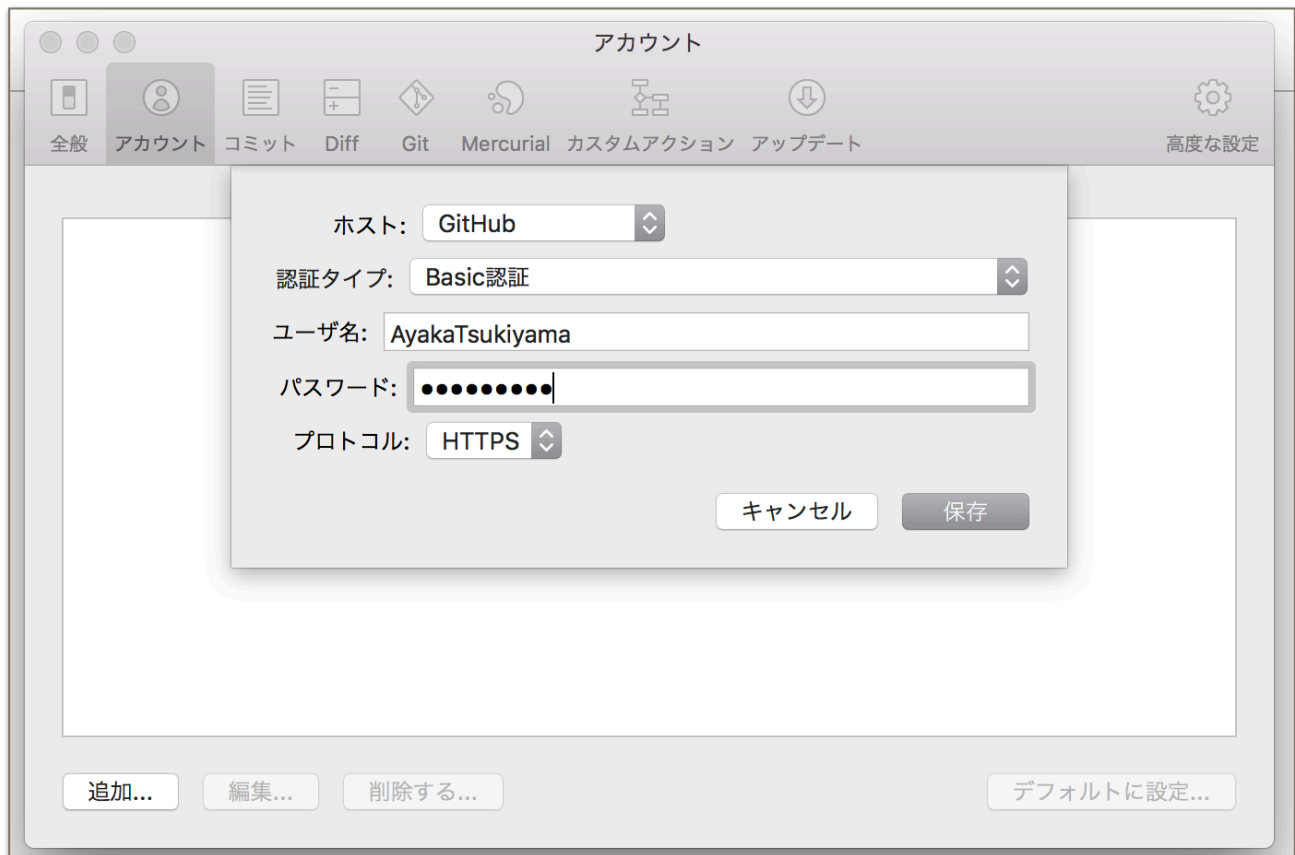 アカウント
全般 アカウント コミット Diff Git Mercurial カスタムアクション アップデート 高度な設定
ホスト: GitHub
認証タイプ: Basic認証
ユーザ名: AyakaTsukiyama
パスワード: ●●●●●●●●●
プロトコル: HTTPS
キャンセル 保存
追加... 編集... 削除する... デフォルトに設定...